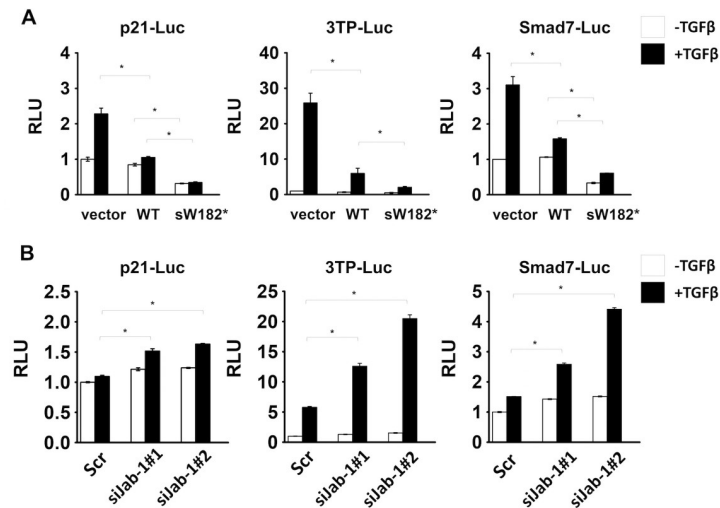 A
p21-Luc
3TP-Luc
Smad7-Luc
-TGFβ
+TGFβ
RLU
4
3
2
1
0
*
*
*
vector WT sW182*
RLU
40
30
20
10
0
*
*
vector WT sW182*
RLU
4
3
2
1
0
*
*
*
vector WT sW182*
B
p21-Luc
3TP-Luc
Smad7-Luc
-TGFβ
+TGFβ
RLU
2.5
2.0
1.5
1.0
0.5
0.0
*
*
Scr
siJab-1#1
siJab-1#2
RLU
25
20
15
10
5
0
*
*
Scr
siJab-1#1
siJab-1#2
RLU
5
4
3
2
1
0
*
*
Scr
siJab-1#1
siJab-1#2